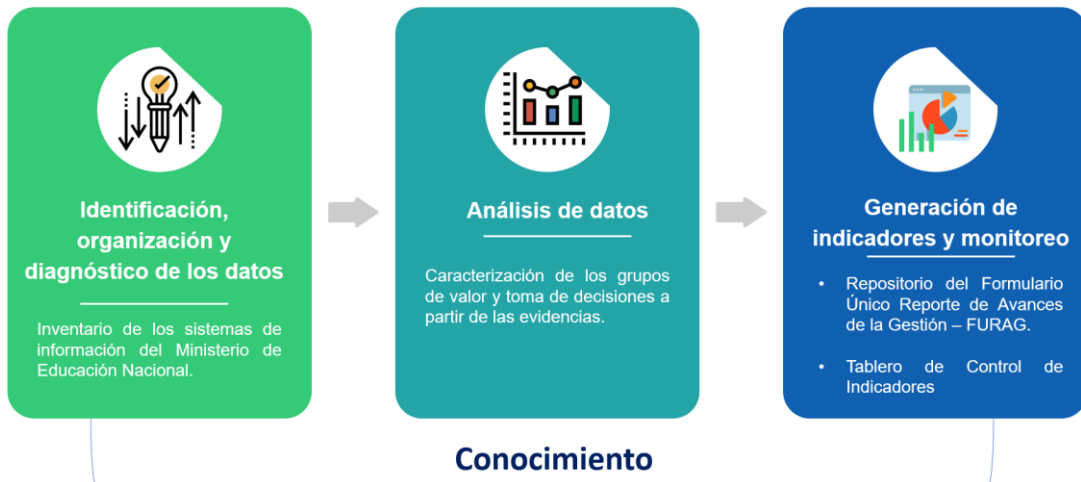 Identificación,
organización y
diagnóstico de los datos
Inventario de los sistemas de
información del Ministerio de
Educación Nacional.
Análisis de datos
Caracterización de los grupos
de valor y toma de decisiones a
partir de las evidencias.
Generación de
indicadores y monitoreo
• Repositorio del Formulario
Único Reporte de Avances
de la Gestión – FURAG.
• Tablero de Control de
Indicadores
Conocimiento